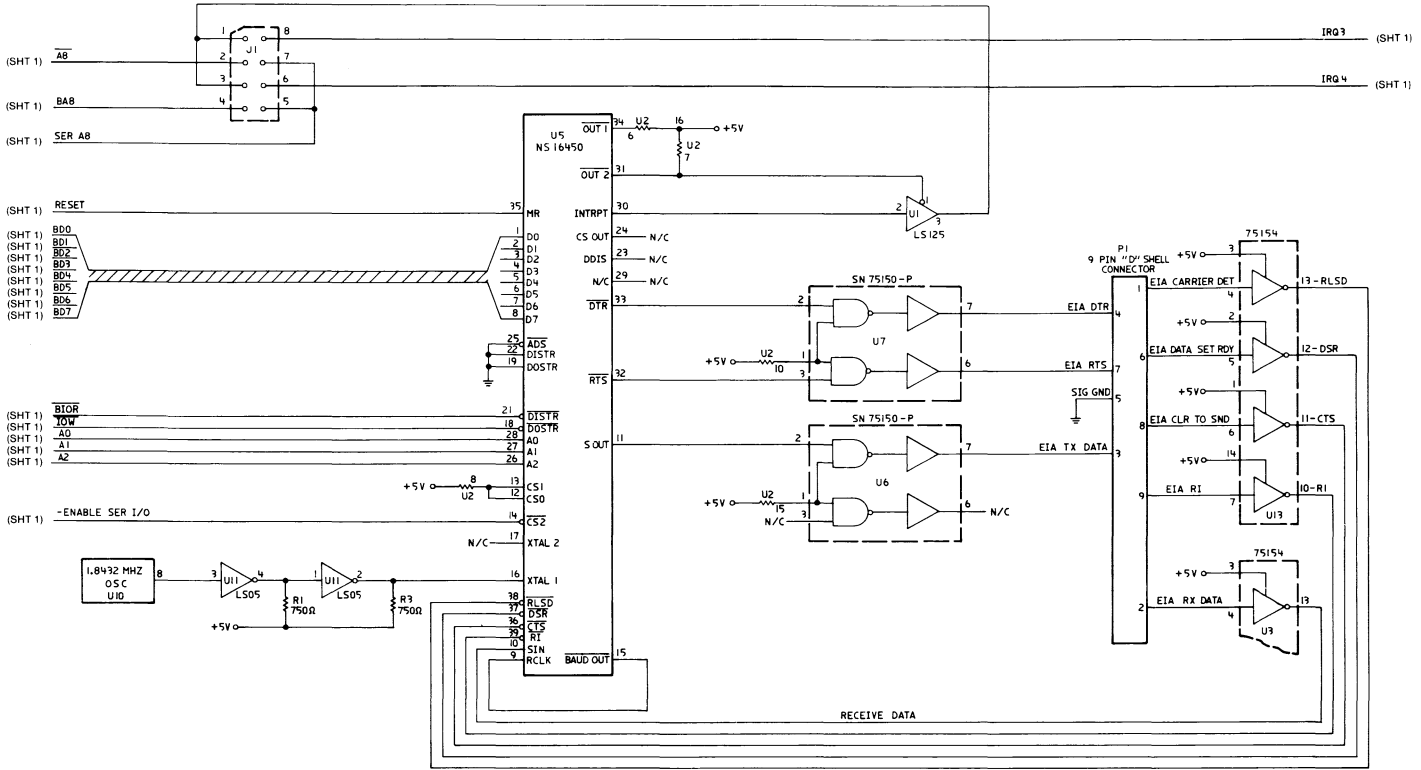 1 8 IRQ3 (SHT 1)
J1
(SHT 1) A8 2 7
3 6 IRQ4 (SHT 1)
(SHT 1) BA8 4 5
(SHT 1) SER A8
U5
NS16450
OUT 1 34 U2 6 16 +5V
U2
7
OUT 2 31
(SHT 1) RESET 35 MR
INTRPT 30 2 U1 1 3
LS125
CS OUT 24 N/C
DDIS 23 N/C
N/C 29 N/C
(SHT 1) BD0 1 D0
(SHT 1) BD1 2 D1
(SHT 1) BD2 3 D2
(SHT 1) BD3 4 D3
(SHT 1) BD4 5 D4
(SHT 1) BD5 6 D5
(SHT 1) BD6 7 D6
(SHT 1) BD7 8 D7
25 ADS
22 DISTR
19 DOSTR
(SHT 1) BIOR 21 DISTR
(SHT 1) IOW 18 DOSTR
(SHT 1) A0 28 A0
(SHT 1) A1 27 A1
(SHT 1) A2 26 A2
+5V 8 U2 13 CS1
12 CS0
(SHT 1) -ENABLE SER I/O 14 CS2
N/C 17 XTAL 2
1.8432 MHZ
OSC
U10
8 3 U11 4 1 U11 2 16 XTAL 1
LS05 LS05
R1
750Ω
R3
750Ω
+5V
38 RLSD
37 DSR
36 CTS
39 RI
10 SIN
9 RCLK
BAUD OUT 15
DTR 33
RTS 32
S OUT 11
SN 75150-P
2 7 EIA DTR 4
U7
+5V U2 10 1
3 6 EIA RTS 7
SN 75150-P
2 7 EIA TX DATA 3
U6
+5V U2 15 1
N/C 3 6 N/C
SIG GND 5
P1
9 PIN "D" SHELL
CONNECTOR
75154
+5V 3
1 EIA CARRIER DET 4 13-RLSD
+5V 2
6 EIA DATA SET RDY 5 12-DSR
+5V 1
8 EIA CLR TO SND 6 11-CTS
+5V 14
9 EIA RI 7 10-RI
U13
75154
+5V 3
2 EIA RX DATA 4 13
U3
RECEIVE DATA